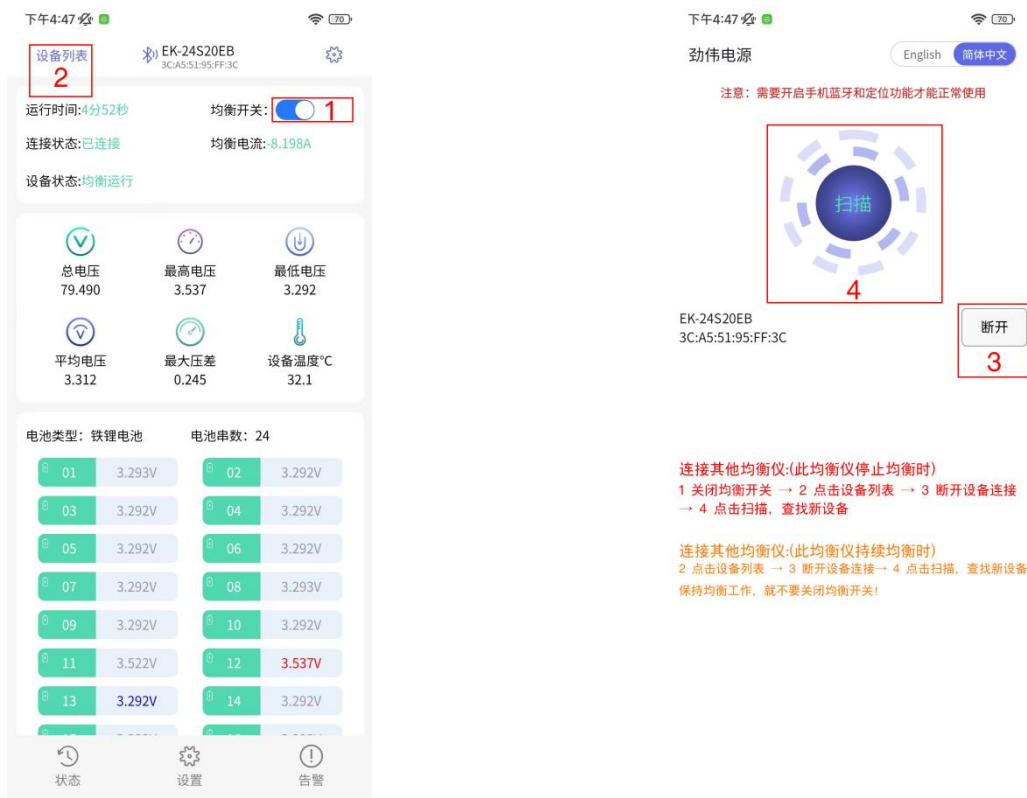 下午4:47
70
设备列表
EK-24S20EB
3C:A5:51:95:FF:3C
2
运行时间:4分52秒
均衡开关:
1
连接状态:已连接
均衡电流:-8.198A
设备状态:均衡运行
总电压
最高电压
最低电压
79.490
3.537
3.292
平均电压
最大压差
设备温度℃
3.312
0.245
32.1
电池类型: 铁锂电池
电池串数: 24
01 3.293V
02 3.292V
03 3.292V
04 3.292V
05 3.292V
06 3.292V
07 3.292V
08 3.293V
09 3.292V
10 3.292V
11 3.522V
12 3.537V
13 3.292V
14 3.292V
状态
设置
告警
下午4:47
70
劲伟电源
English
简体中文
注意: 需要开启手机蓝牙和定位功能才能正常使用
扫描
4
EK-24S20EB
3C:A5:51:95:FF:3C
断开
3
连接其他均衡仪:(此均衡仪停止均衡时)
1 关闭均衡开关 → 2 点击设备列表 → 3 断开设备连接
→ 4 点击扫描, 查找新设备
连接其他均衡仪:(此均衡仪持续均衡时)
2 点击设备列表 → 3 断开设备连接→ 4 点击扫描, 查找新设备
保持均衡工作, 就不要关闭均衡开关!